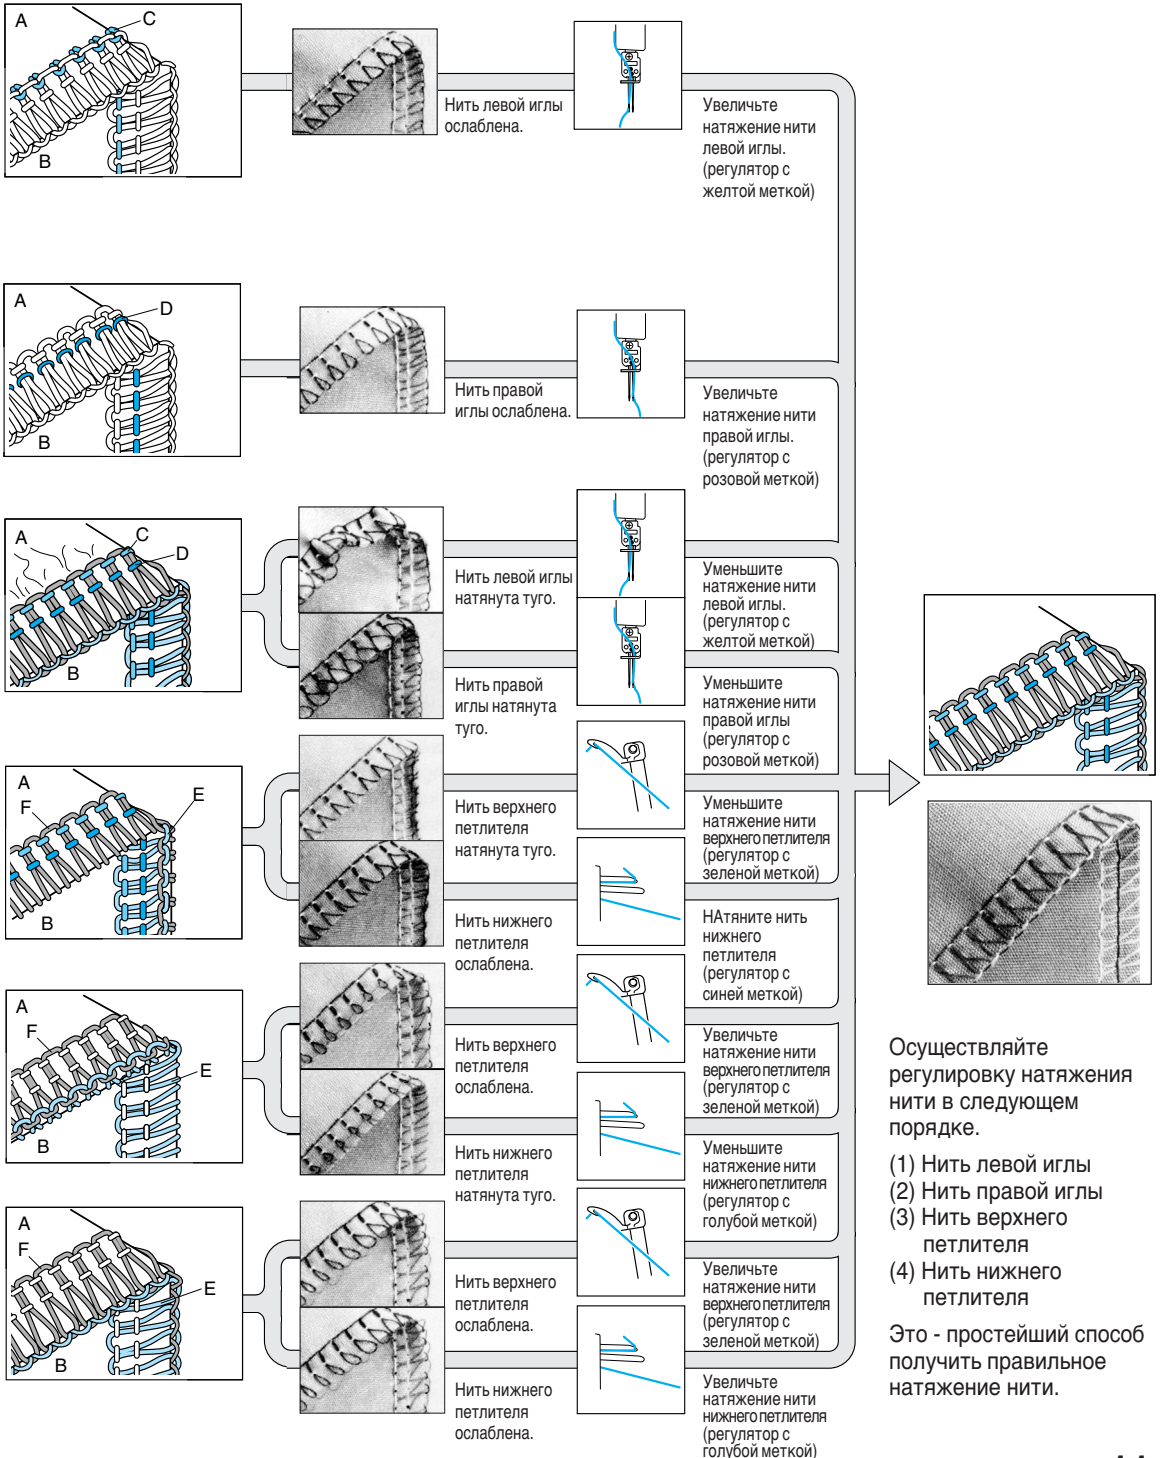 A
C
B
Нить левой иглы
ослаблена.
Увеличьте
натяжение нити
левой иглы.
(регулятор с
желтой меткой)
A
D
B
Нить правой
иглы ослаблена.
Увеличьте
натяжение нити
правой иглы.
(регулятор с
розовой меткой)
A
C
D
B
Нить левой иглы
натянута туго.
Уменьшите
натяжение нити
левой иглы.
(регулятор с
желтой меткой)
Нить правой
иглы натянута
туго.
Уменьшите
натяжение нити
правой иглы
(регулятор с
розовой меткой)
A
F
E
B
Нить верхнего
петлителя
натянута туго.
Уменьшите
натяжение нити
верхнего петлителя
(регулятор с
зеленой меткой)
Нить нижнего
петлителя
ослаблена.
НАтяните нить
нижнего
петлителя
(регулятор с
синей меткой)
A
F
E
B
Нить верхнего
петлителя
ослаблена.
Увеличьте
натяжение нити
верхнего петлителя
(регулятор с
зеленой меткой)
Нить нижнего
петлителя
натянута туго.
Уменьшите
натяжение нити
нижнего петлителя
(регулятор с
голубой меткой)
A
F
E
B
Нить верхнего
петлителя
ослаблена.
Увеличьте
натяжение нити
верхнего петлителя
(регулятор с
зеленой меткой)
Нить нижнего
петлителя
ослаблена.
Увеличьте
натяжение нити
нижнего петлителя
(регулятор с
голубой меткой)
Осуществляйте
регулировку натяжения
нити в следующем
порядке.
(1) Нить левой иглы
(2) Нить правой иглы
(3) Нить верхнего
петлителя
(4) Нить нижнего
петлителя
Это - простейший способ
получить правильное
натяжение нити.